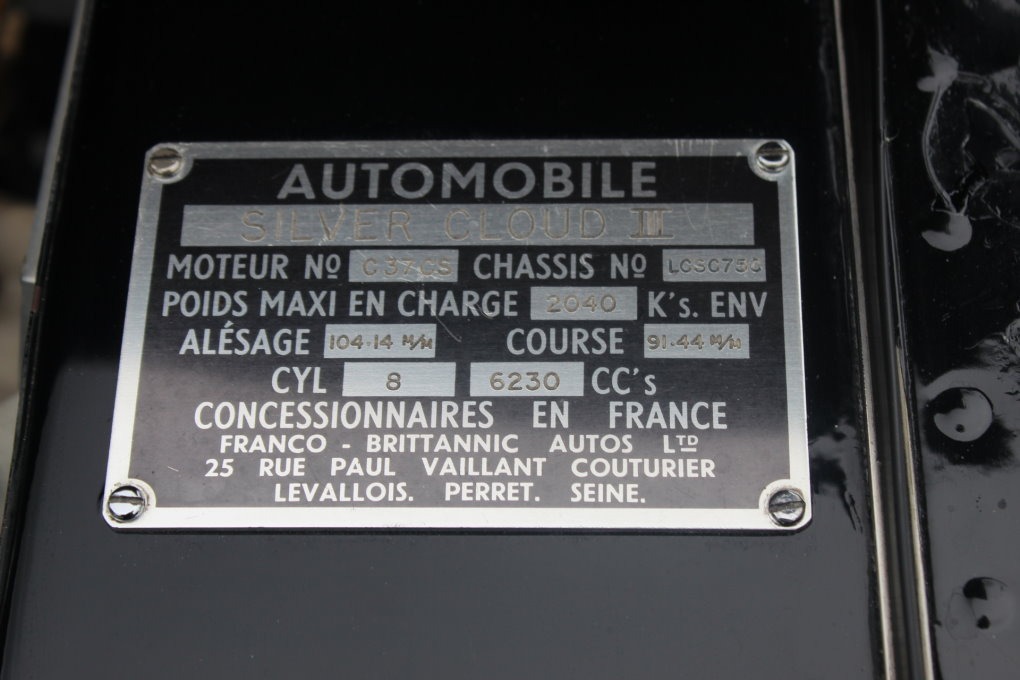 AUTOMOBILE
SILVER CLOUD III
MOTEUR Nº C37CS CHASSIS Nº LCSC75C
POIDS MAXI EN CHARGE 2040 K's. ENV
ALÉSAGE 104·14 M/M COURSE 91·44 M/M
CYL 8 6230 CC's
CONCESSIONNAIRES EN FRANCE
FRANCO - BRITTANNIC AUTOS LTD
25 RUE PAUL VAILLANT COUTURIER
LEVALLOIS. PERRET. SEINE.